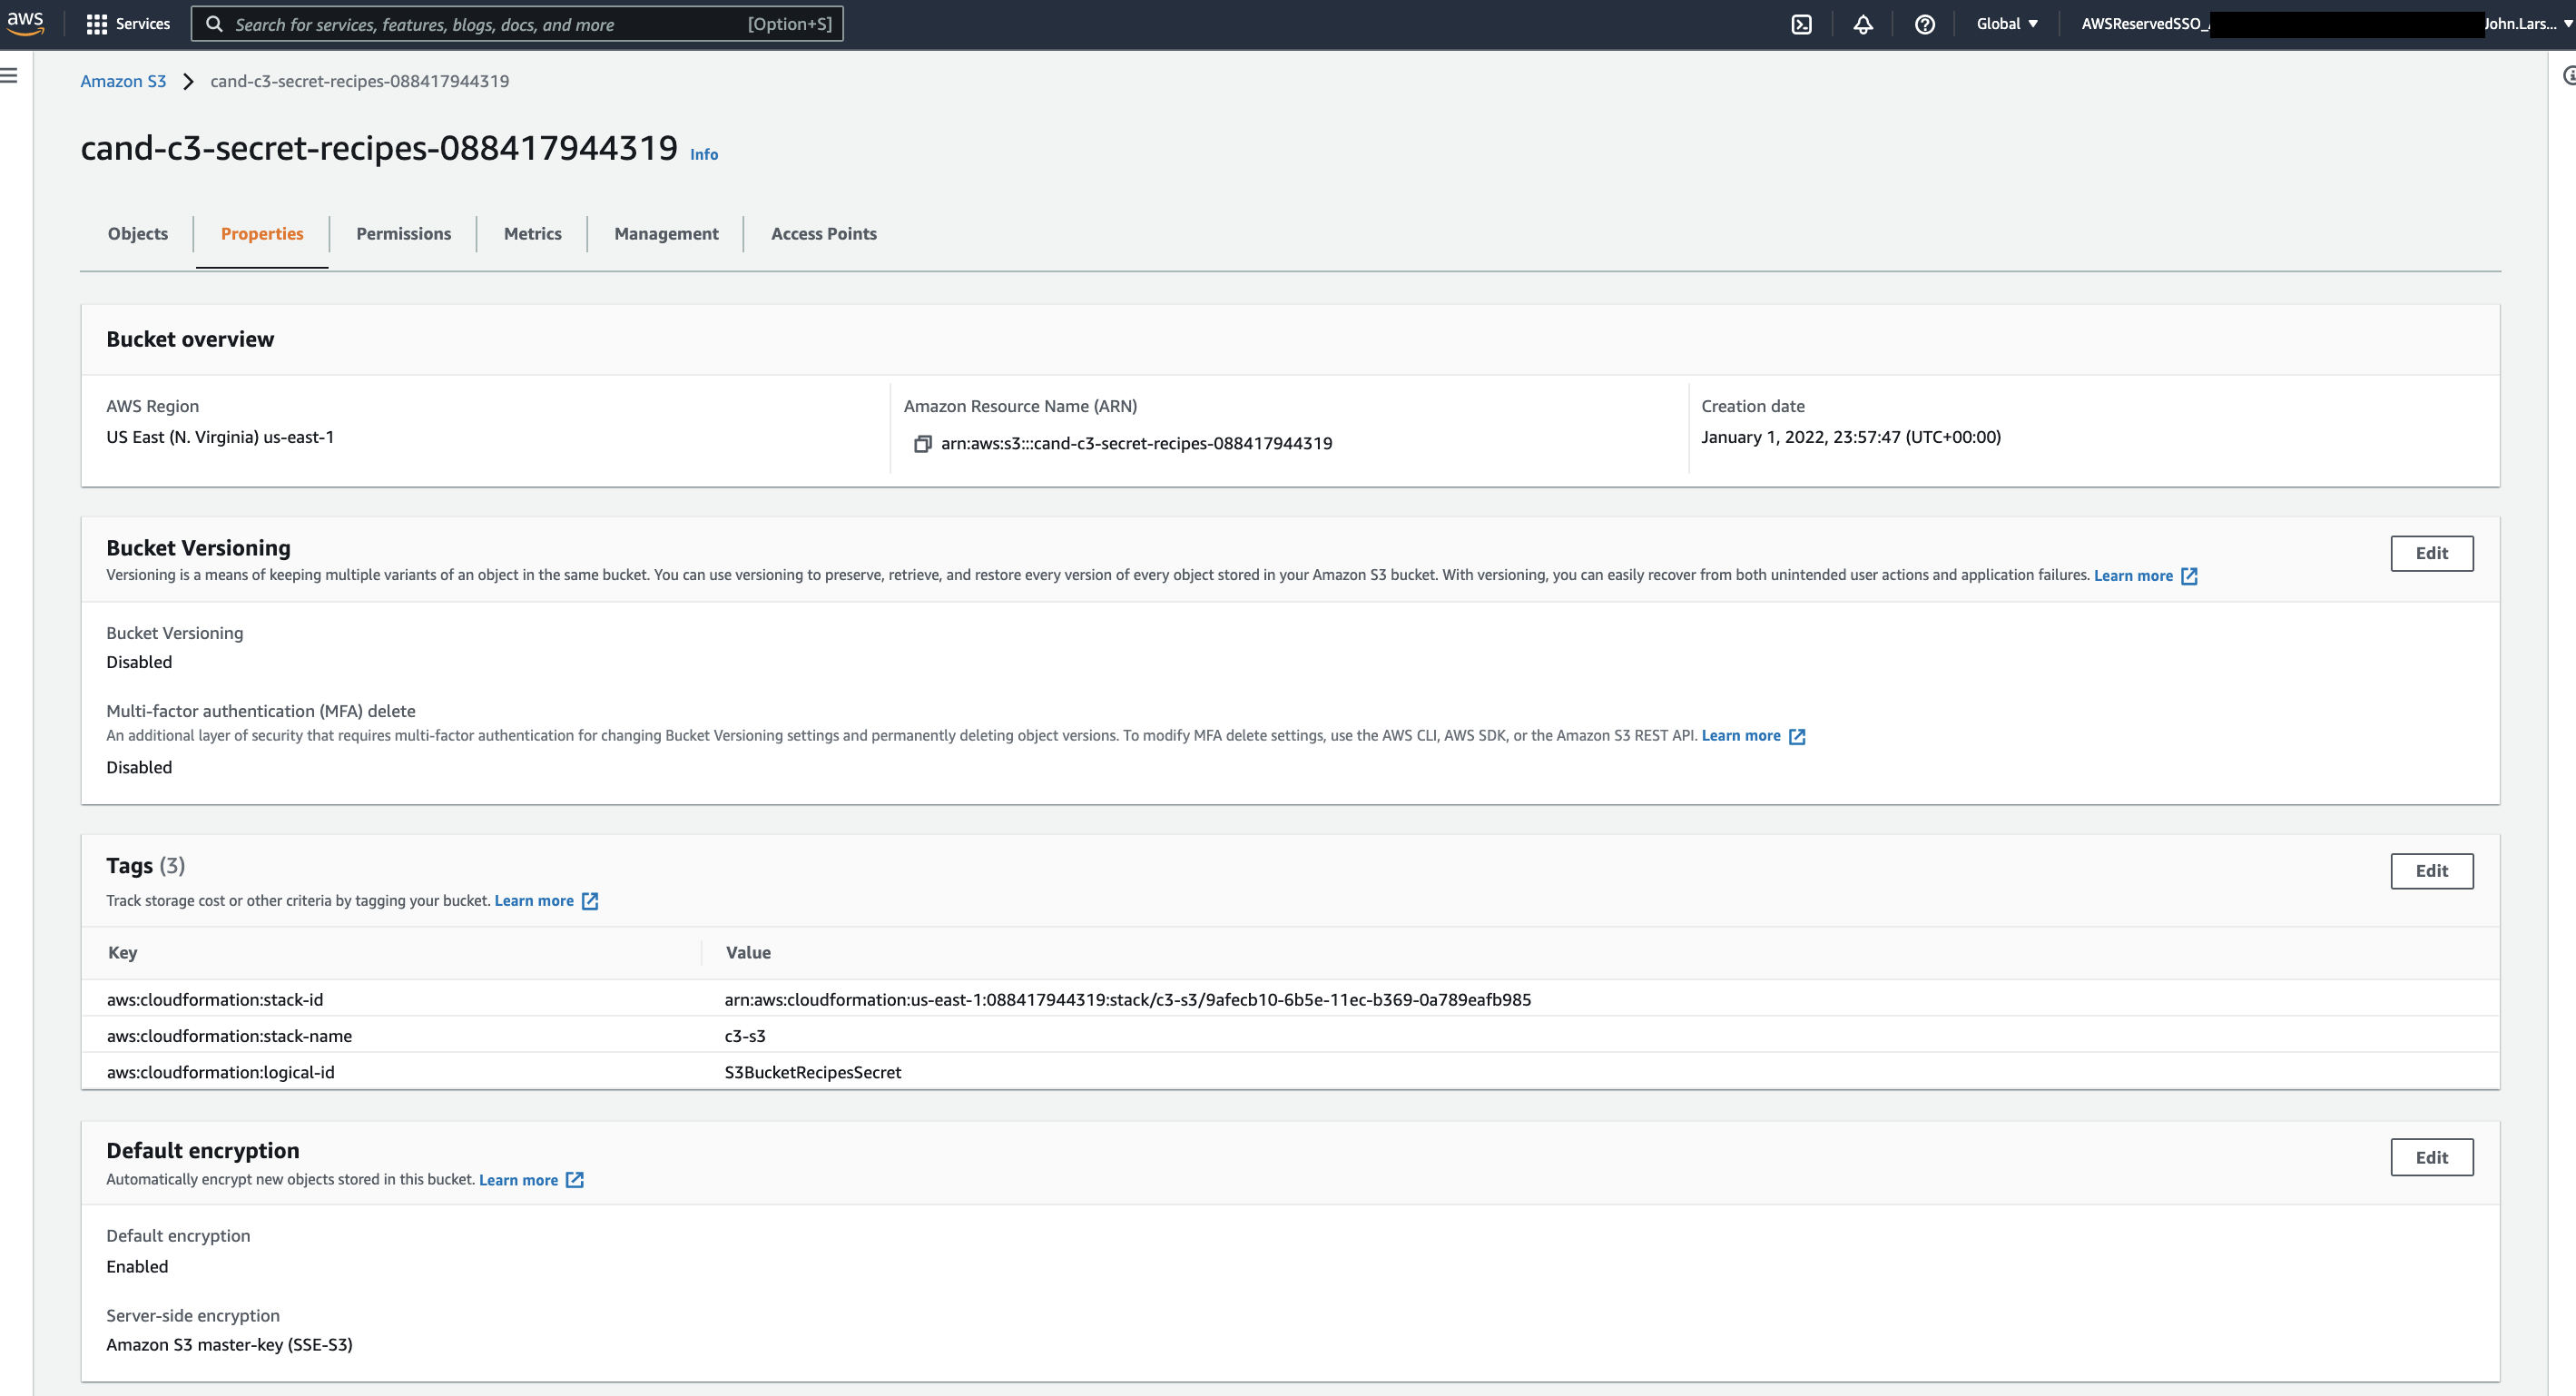 aws Services Search for services, features, blogs, docs, and more [Option+S] Global AWSReservedSSO_ John.Lars...
Amazon S3 > cand-c3-secret-recipes-088417944319
cand-c3-secret-recipes-088417944319 Info
Objects Properties Permissions Metrics Management Access Points
Bucket overview
AWS Region Amazon Resource Name (ARN) Creation date
US East (N. Virginia) us-east-1 arn:aws:s3:::cand-c3-secret-recipes-088417944319 January 1, 2022, 23:57:47 (UTC+00:00)
Bucket Versioning Edit
Versioning is a means of keeping multiple variants of an object in the same bucket. You can use versioning to preserve, retrieve, and restore every version of every object stored in your Amazon S3 bucket. With versioning, you can easily recover from both unintended user actions and application failures. Learn more
Bucket Versioning
Disabled
Multi-factor authentication (MFA) delete
An additional layer of security that requires multi-factor authentication for changing Bucket Versioning settings and permanently deleting object versions. To modify MFA delete settings, use the AWS CLI, AWS SDK, or the Amazon S3 REST API. Learn more
Disabled
Tags (3) Edit
Track storage cost or other criteria by tagging your bucket. Learn more
Key Value
aws:cloudformation:stack-id arn:aws:cloudformation:us-east-1:088417944319:stack/c3-s3/9afecb10-6b5e-11ec-b369-0a789eafb985
aws:cloudformation:stack-name c3-s3
aws:cloudformation:logical-id S3BucketRecipesSecret
Default encryption Edit
Automatically encrypt new objects stored in this bucket. Learn more
Default encryption
Enabled
Server-side encryption
Amazon S3 master-key (SSE-S3)